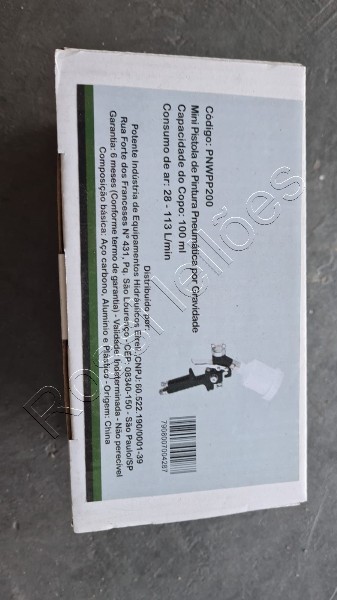 Código: PNWPP200
Mini Pistola de Pintura Pneumática por Gravidade
Capacidade do Copo: 100 ml
Consumo de ar: 28 - 113 L/min
Distribuido por:
Potente Indústria de Equipamentos Hidráulicos Eireli. CNPJ: 60.522.190/0001-39
Rua Forte dos Franceses Nº 431, Pq. São Lourenço - CEP: 08340-150 - São Paulo/SP
Garantia: 6 meses (Conforme termo de garantia) - Validade: Indeterminada - Não perecível
Composição básica: Aço carbono, Alumínio e Plástico - Origem: China
7908007004287